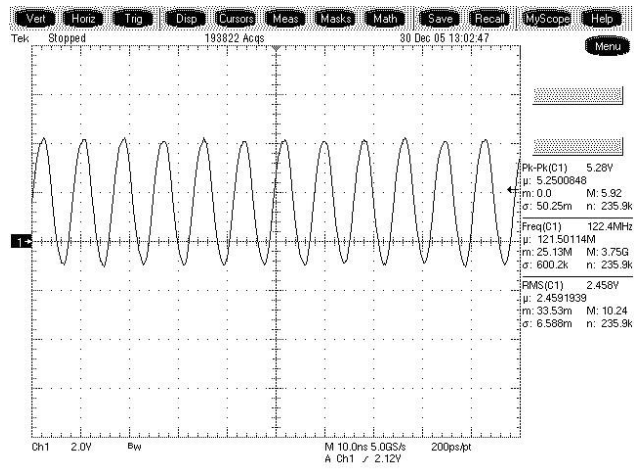 Vert Horiz Trig Disp Cursors Meas Masks Math Save Recall MyScope Help
Tek Stopped 193822 Acqs 30 Dec 05 13:02:47
Menu
Pk-Pk(C1) 5.28V
µ: 5.2500848
m: 0.0 M: 5.92
σ: 50.25m n: 235.9k
Freq(C1) 122.4MHz
µ: 121.50114M
m: 25.13M M: 3.75G
σ: 600.2k n: 235.9k
RMS(C1) 2.458V
µ: 2.4591939
m: 33.53m M: 10.24
σ: 6.588m n: 235.9k
1
Ch1 2.0V BW M 10.0ns 5.0GS/s 200ps/pt
A Ch1 / 2.12V